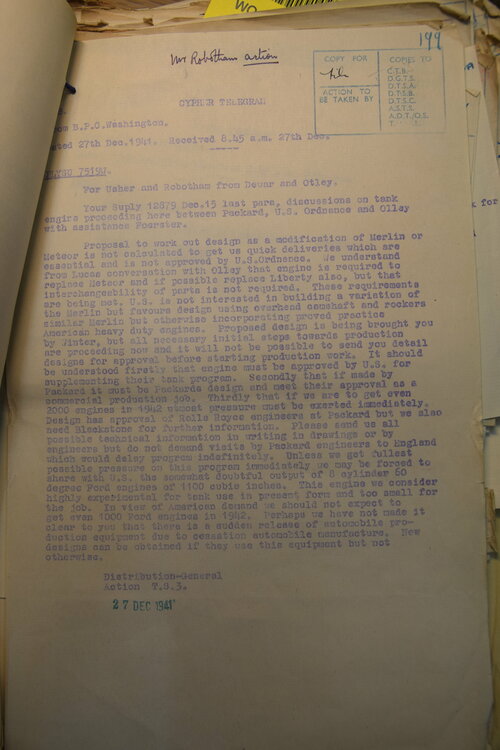 WO
199
Mr Robotham action
COPY FOR
ACTION TO
BE TAKEN BY
COPIES TO
C.T.B.
D.G.T.S.
D.T.S.A.
D.T.S.B.
D.T.S.C.
A.S.T.S.
A.D.T./D.S.
CYPHER TELEGRAM
B.P.C.Washington.
27th Dec.1941. Received 8.45 a.m. 27th Dec.
For Usher and Robotham from Dewar and Otley.
Your Suply 12879 Dec.15 last para, discussions on tank
engine proceeding here between Packard, U.S. Ordnance and Olley
with assistance Foerster.
Proposal to work out design as a modification of Merlin or
Meteor is not calculated to get us quick deliveries which are
essential and is not approved by U.S.Ordnance. We understand
from Lucas conversation with Olley that engine is required to
replace Meteor and if possible replace Liberty also, but that
interchangeability of parts is not required. These requirements
are being met. U.S. is not interested in building a variation of
the Merlin but favours design using overhead camshaft and rockers
similar Merlin but otherwise incorporating proved practice
American heavy duty engines. Proposed design is being brought you
by Winter, but all necessary initial steps towards production
are proceeding now and it will not be possible to send you detail
designs for approval before starting production work. It should
be understood firstly that engine must be approved by U.S. for
supplementing their tank program. Secondly that if made by
Packard it must be Packards design and meet their approval as a
commercial production job. Thirdly that if we are to get even
2000 engines in 1942 utmost pressure must be exerted immediately.
Design has approval of Rolls Royce engineers at Packard but we also
need Blackstone for further information. Please send us all
possible technical information in writing in drawings or by
engineers but do not demand visits by Packard engineers to England
which would delay program indefinitely. Unless we get fullest
possible pressure on this program immediately we may be forced to
share with U.S. the somewhat doubtful output of 8 cylinder 60
degree Ford engines of 1100 cubic inches. This engine we consider
highly experimental for tank use in present form and too small for
the job. In view of American demand we should not expect to
get even 1000 Ford engines in 1942. Perhaps we have not made it
clear to you that there is a sudden release of automobile pro-
duction equipment due to cessation automobile manufacture. New
designs can be obtained if they use this equipment but not
otherwise.
Distribution-General
Action T.S.3.
27 DEC 1941
k for